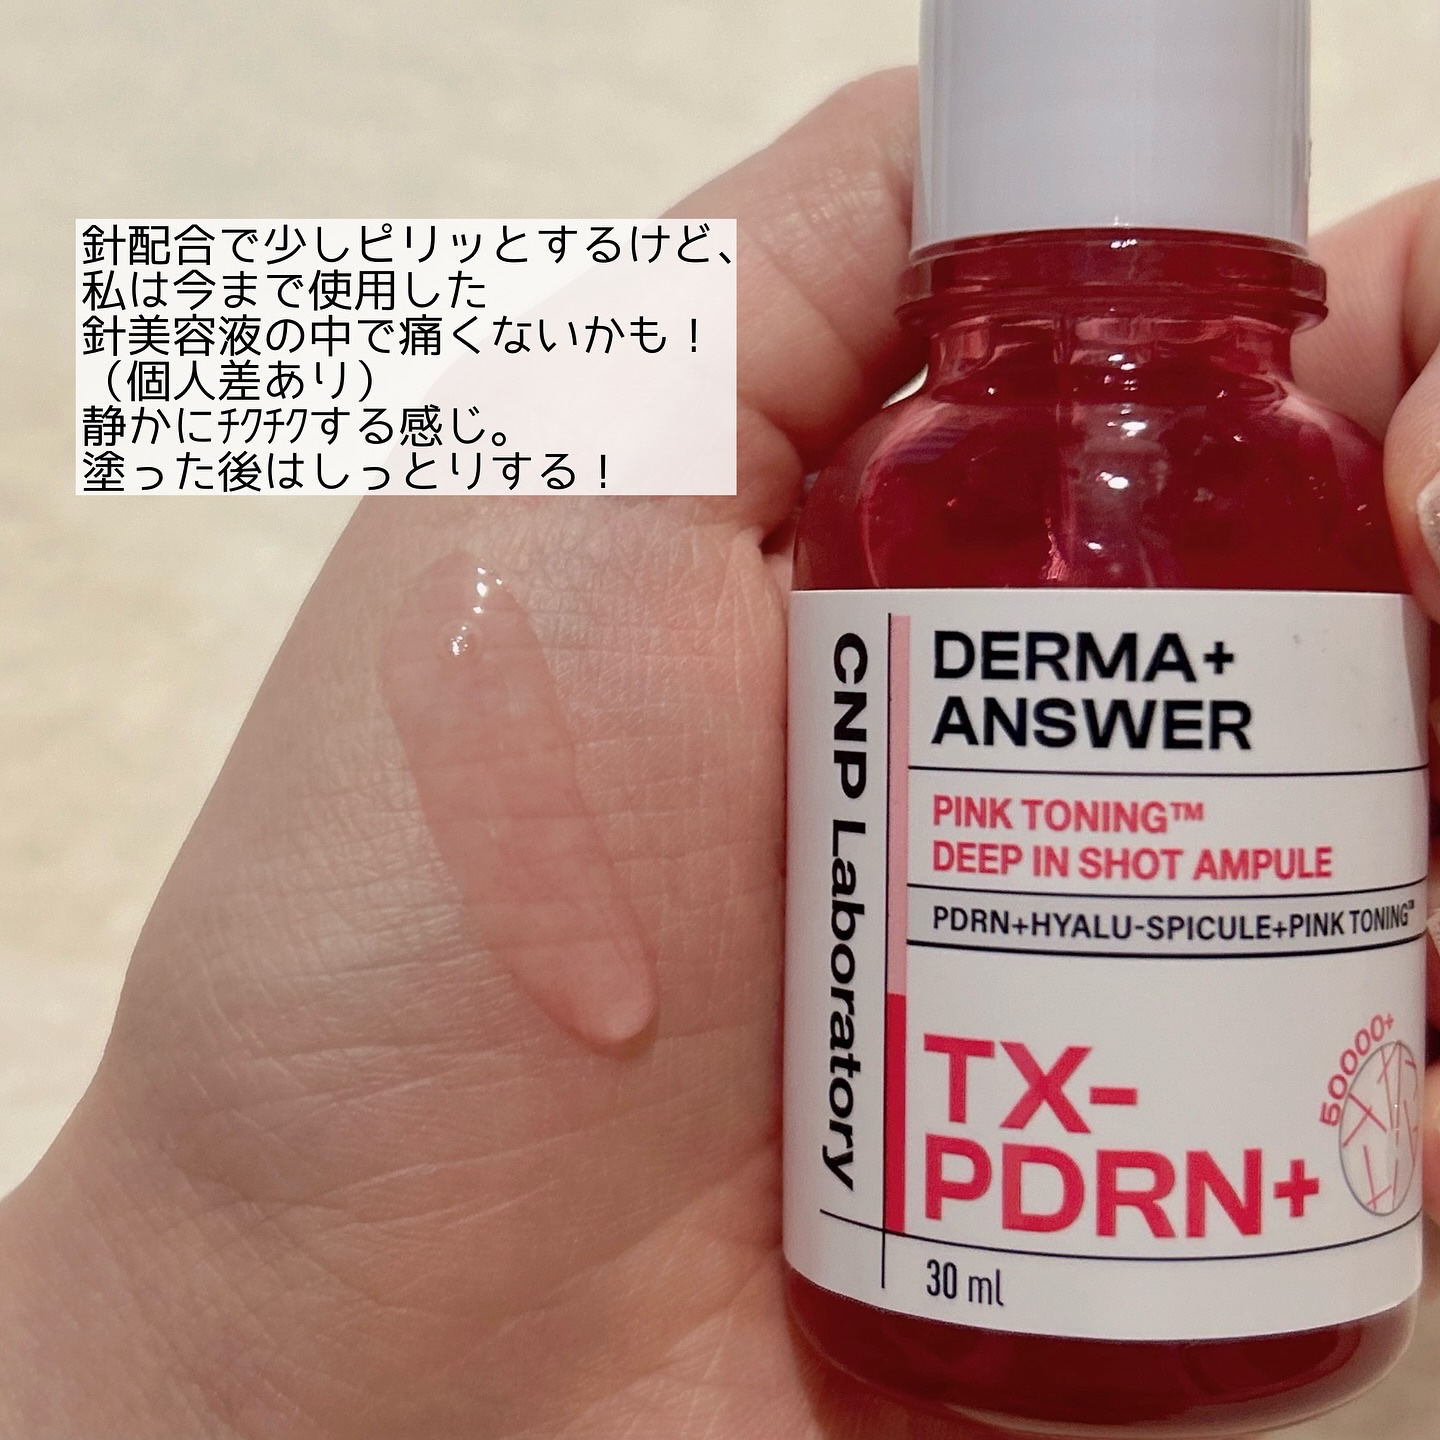 針配合で少しピリッとするけど、
私は今まで使用した
針美容液の中で痛くないかも！
（個人差あり）
静かにﾁｸﾁｸする感じ。
塗った後はしっとりする！
CNP Laboratory
DERMA+
ANSWER
PINK TONING™
DEEP IN SHOT AMPULE
PDRN+HYALU-SPICULE+PINK TONING™
50000+
TX-
PDRN+
30 ml